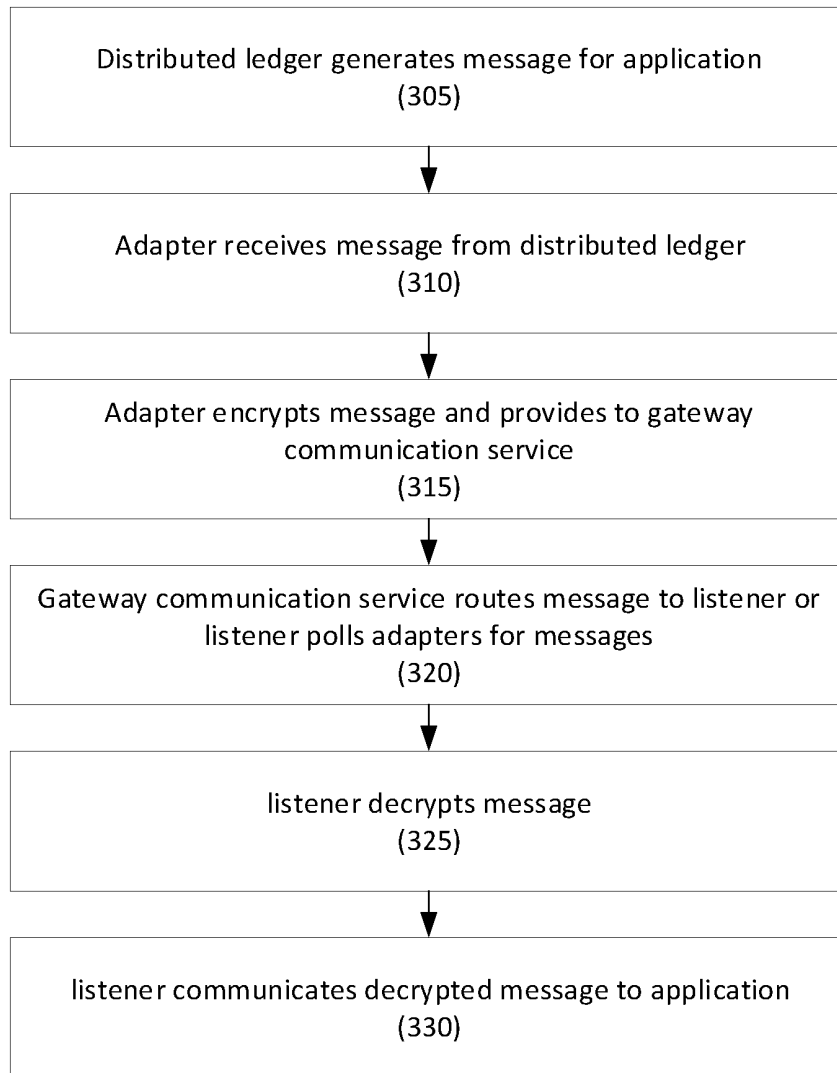 Distributed ledger generates message for application
(305)
Adapter receives message from distributed ledger
(310)
Adapter encrypts message and provides to gateway
communication service
(315)
Gateway communication service routes message to listener or
listener polls adapters for messages
(320)
listener decrypts message
(325)
listener communicates decrypted message to application
(330)